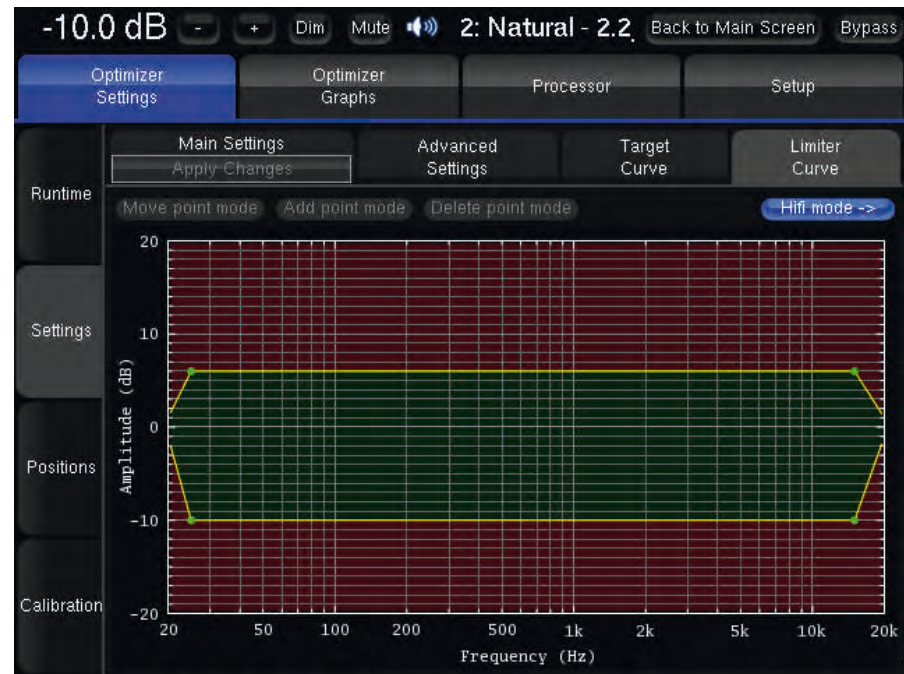 -10.0 dB - + Dim Mute 2: Natural - 2.2. Back to Main Screen Bypass
Optimizer Settings
Optimizer Graphs
Processor
Setup
Runtime
Settings
Positions
Calibration
Main Settings
Apply Changes
Advanced Settings
Target Curve
Limiter Curve
Move point mode Add point mode Delete point mode Hifi mode ->
Amplitude (dB)
20
10
0
-10
-20
20 50 100 200 500 1k 2k 5k 10k 20k
Frequency (Hz)